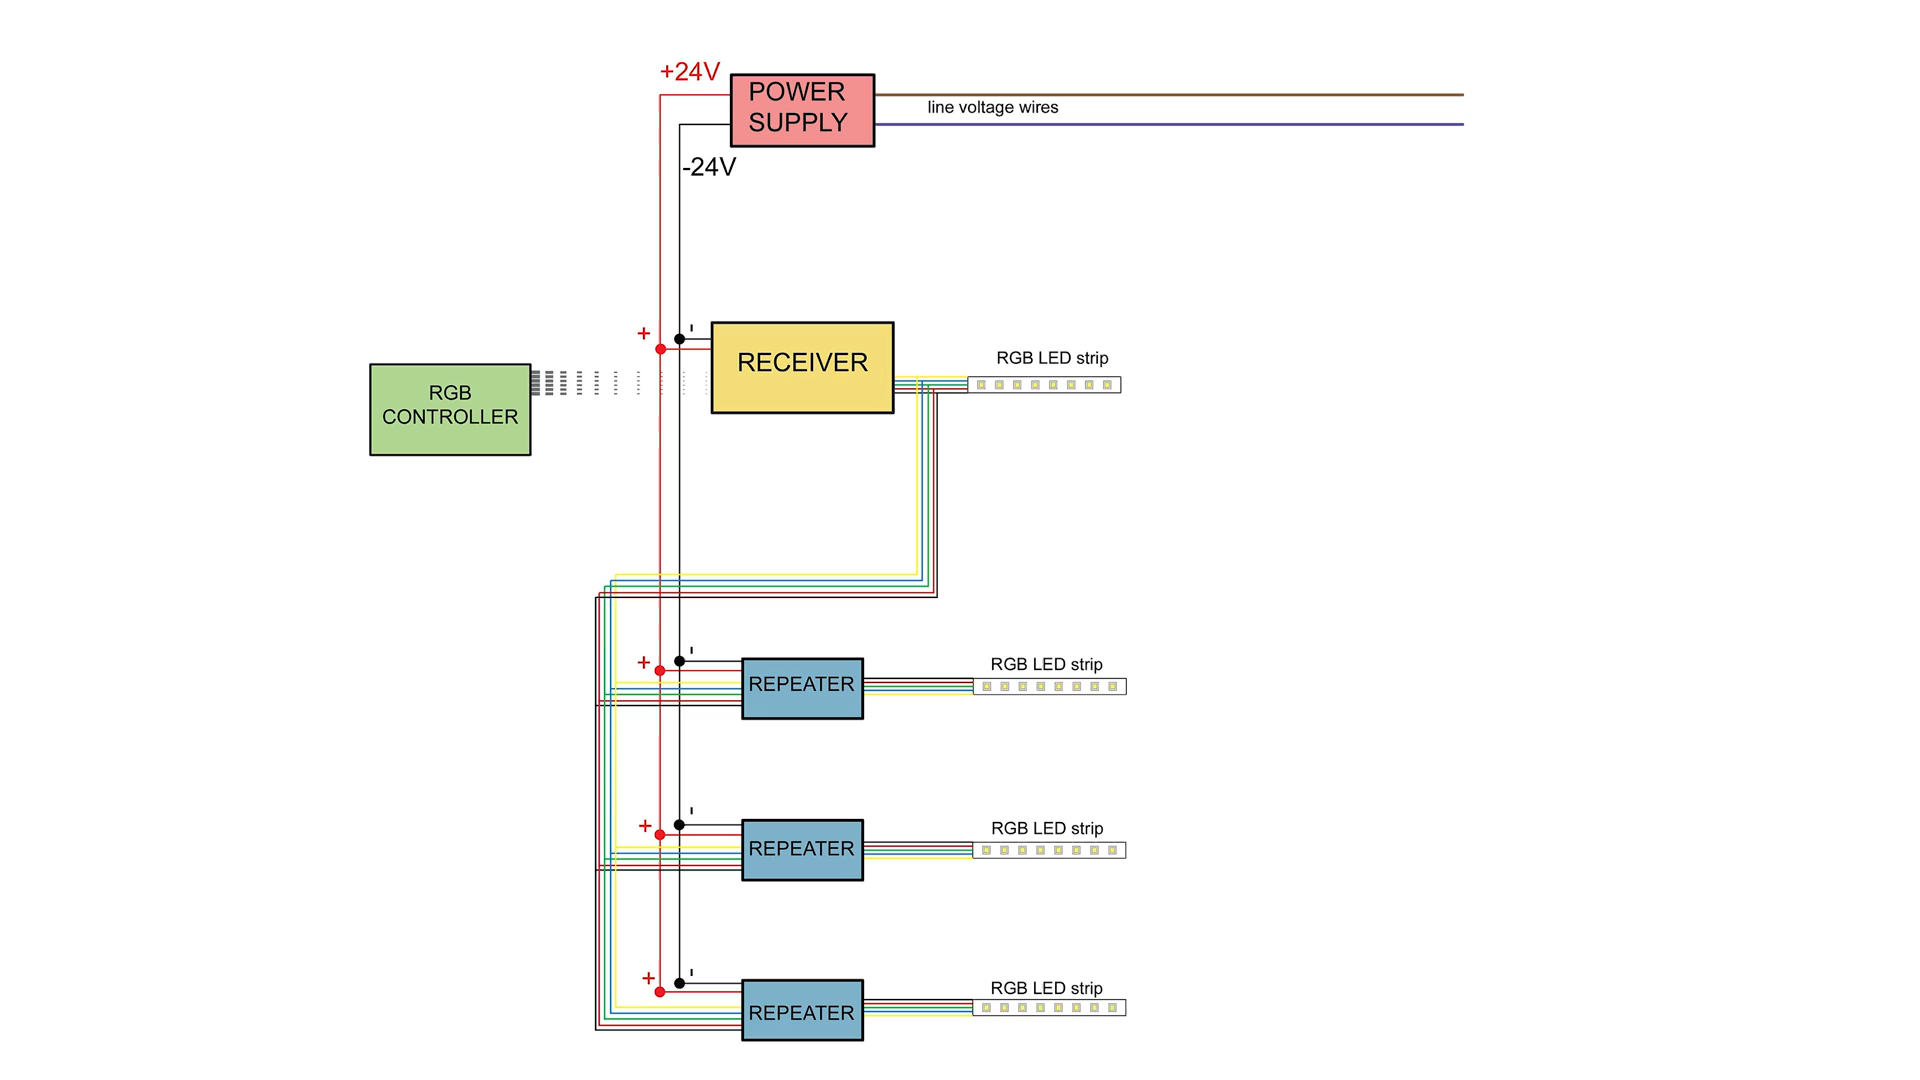 +24V
POWER
SUPPLY
line voltage wires
-24V
+
-
RECEIVER
RGB LED strip
RGB
CONTROLLER
+
-
REPEATER
RGB LED strip
+
-
REPEATER
RGB LED strip
+
-
REPEATER
RGB LED strip